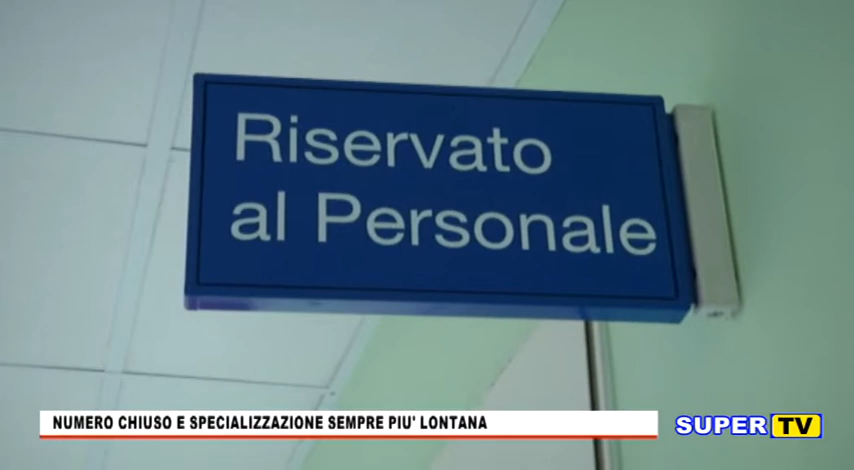 Riservato
al Personale
NUMERO CHIUSO E SPECIALIZZAZIONE SEMPRE PIU' LONTANA
SUPER TV